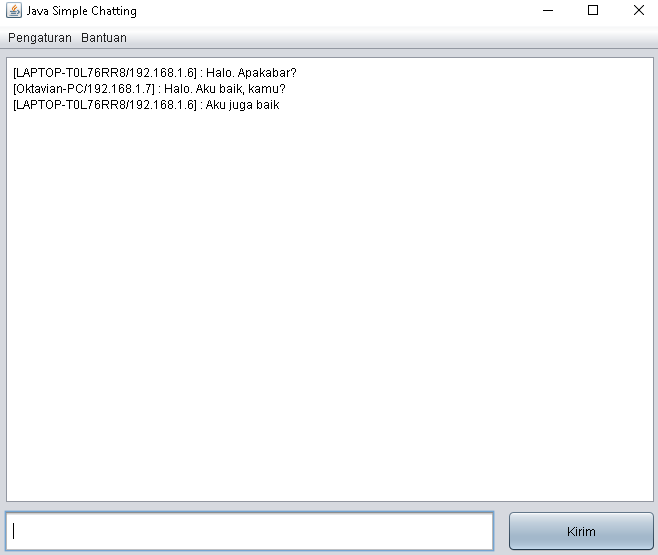 Java Simple Chatting
Pengaturan Bantuan
[LAPTOP-T0L76RR8/192.168.1.6] : Halo. Apakabar?
[Oktavian-PC/192.168.1.7] : Halo. Aku baik, kamu?
[LAPTOP-T0L76RR8/192.168.1.6] : Aku juga baik
Kirim